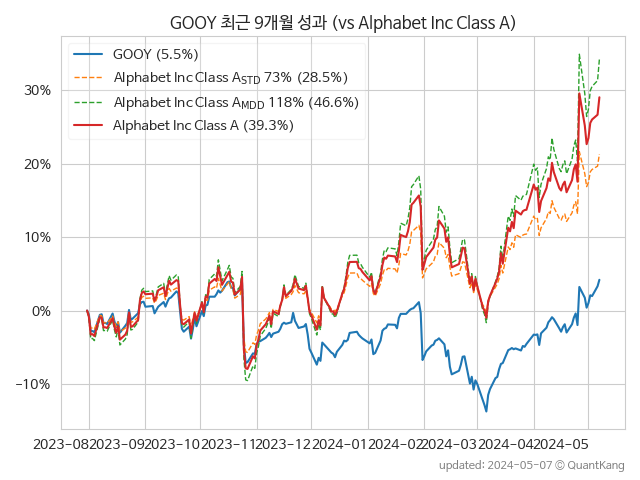 GOOY 최근 9개월 성과 (vs Alphabet Inc Class A)
GOOY (5.5%)
Alphabet Inc Class A_STD 73% (28.5%)
Alphabet Inc Class A_MDD 118% (46.6%)
Alphabet Inc Class A (39.3%)
30%
20%
10%
0%
−10%
2023-08 2023-09 2023-10 2023-11 2023-12 2024-01 2024-02 2024-03 2024-04 2024-05
updated: 2024-05-07 ⓒ QuantKang